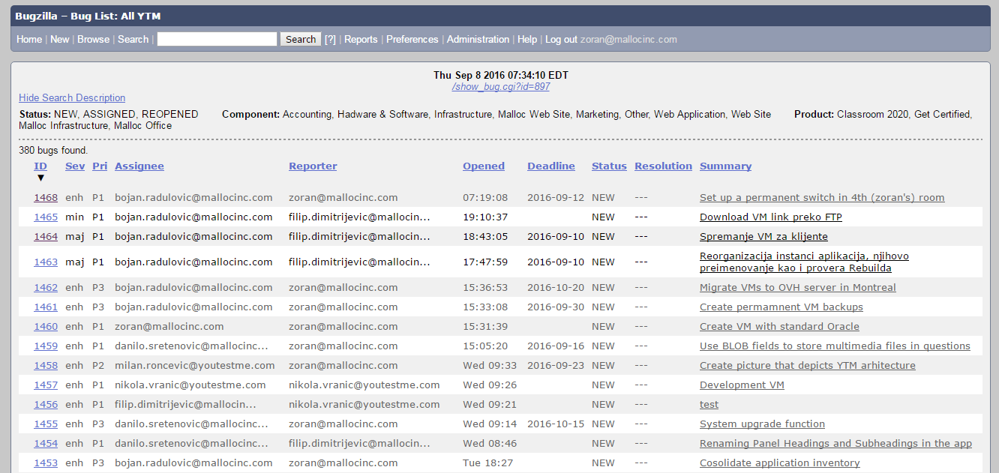 Bugzilla – Bug List: All YTM
Home | New | Browse | Search | Search [?] | Reports | Preferences | Administration | Help | Log out zoran@mallocinc.com
Thu Sep 8 2016 07:34:10 EDT
/show_bug.cgi?id=897
Hide Search Description
Status: NEW, ASSIGNED, REOPENED Component: Accounting, Hadware & Software, Infrastructure, Malloc Web Site, Marketing, Other, Web Application, Web Site Product: Classroom 2020, Get Certified,
Malloc Infrastructure, Malloc Office
380 bugs found.
ID Sev Pri Assignee Reporter Opened Deadline Status Resolution Summary
▼
1468 enh P1 bojan.radulovic@mallocinc.com zoran@mallocinc.com 07:19:08 2016-09-12 NEW --- Set up a permanent switch in 4th (zoran's) room
1465 min P1 bojan.radulovic@mallocinc.com filip.dimitrijevic@mallocin... 19:10:37 NEW --- Download VM link preko FTP
1464 maj P1 bojan.radulovic@mallocinc.com filip.dimitrijevic@mallocin... 18:43:05 2016-09-10 NEW --- Spremanje VM za klijente
1463 maj P1 bojan.radulovic@mallocinc.com filip.dimitrijevic@mallocin... 17:47:59 2016-09-10 NEW --- Reorganizacija instanci aplikacija, njihovo
preimenovanje kao i provera Rebuilda
1462 enh P3 bojan.radulovic@mallocinc.com zoran@mallocinc.com 15:36:53 2016-10-20 NEW --- Migrate VMs to OVH server in Montreal
1461 enh P3 bojan.radulovic@mallocinc.com zoran@mallocinc.com 15:33:08 2016-09-30 NEW --- Create permamnent VM backups
1460 enh P1 zoran@mallocinc.com zoran@mallocinc.com 15:31:39 NEW --- Create VM with standard Oracle
1459 enh P1 danilo.sretenovic@mallocinc... zoran@mallocinc.com 15:05:20 2016-09-16 NEW --- Use BLOB fields to store multimedia files in questions
1458 enh P2 milan.roncevic@youtestme.com zoran@mallocinc.com Wed 09:33 2016-09-23 NEW --- Create picture that depicts YTM arhitecture
1457 enh P1 nikola.vranic@youtestme.com nikola.vranic@youtestme.com Wed 09:26 NEW --- Development VM
1456 enh P1 filip.dimitrijevic@mallocin... nikola.vranic@youtestme.com Wed 09:21 NEW --- test
1455 enh P3 danilo.sretenovic@mallocinc... zoran@mallocinc.com Wed 09:14 2016-10-15 NEW --- System upgrade function
1454 enh P1 danilo.sretenovic@mallocinc... filip.dimitrijevic@mallocin... Wed 08:46 NEW --- Renaming Panel Headings and Subheadings in the app
1453 enh P3 bojan.radulovic@mallocinc.com zoran@mallocinc.com Tue 18:27 NEW --- Cosolidate application inventory